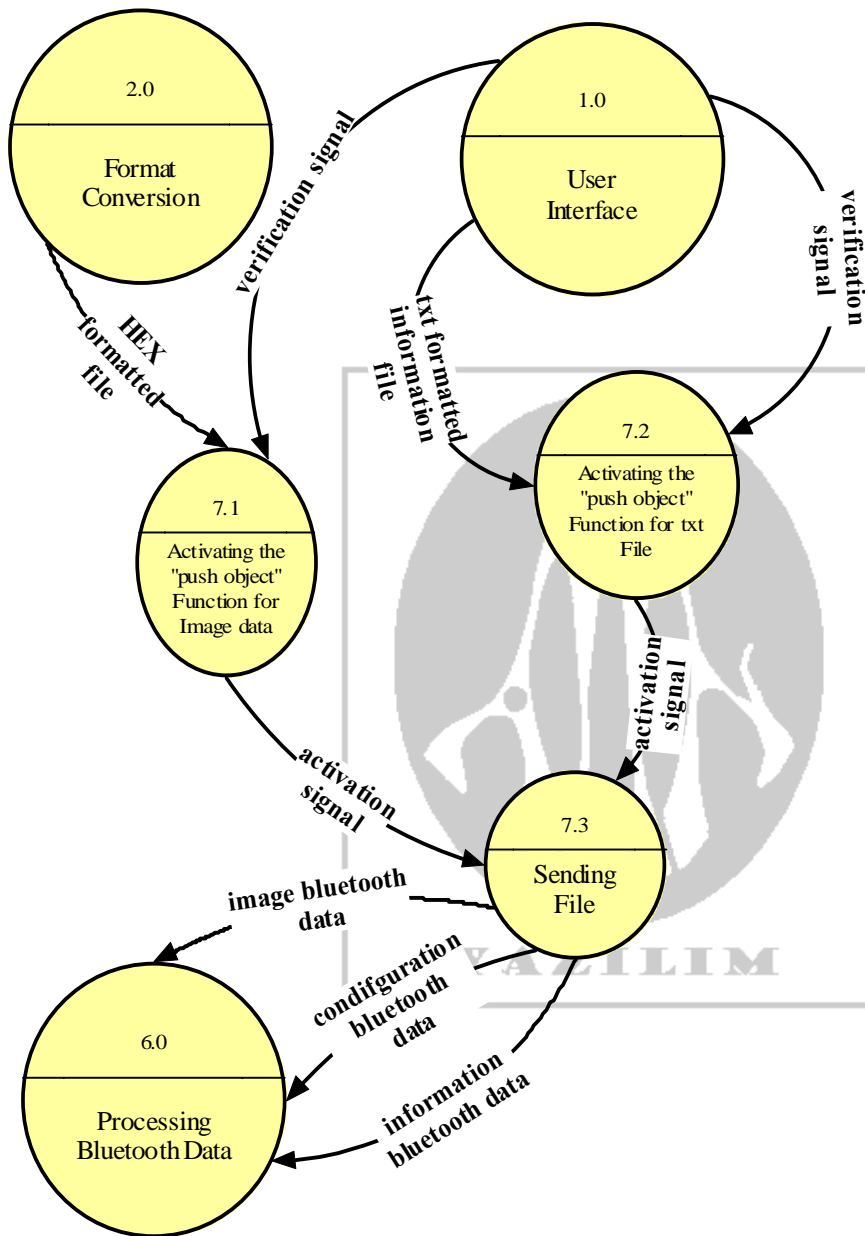 2.0
Format
Conversion
1.0
User
Interface
verification signal
verification
signal
HEX
formatted
file
txt formatted
information
file
7.1
Activating the
"push object"
Function for
Image data
7.2
Activating the
"push object"
Function for txt
File
activation
signal
activation
signal
7.3
Sending
File
image bluetooth
data
condifguration
bluetooth
data
information
bluetooth data
6.0
Processing
Bluetooth Data
YAZILIM